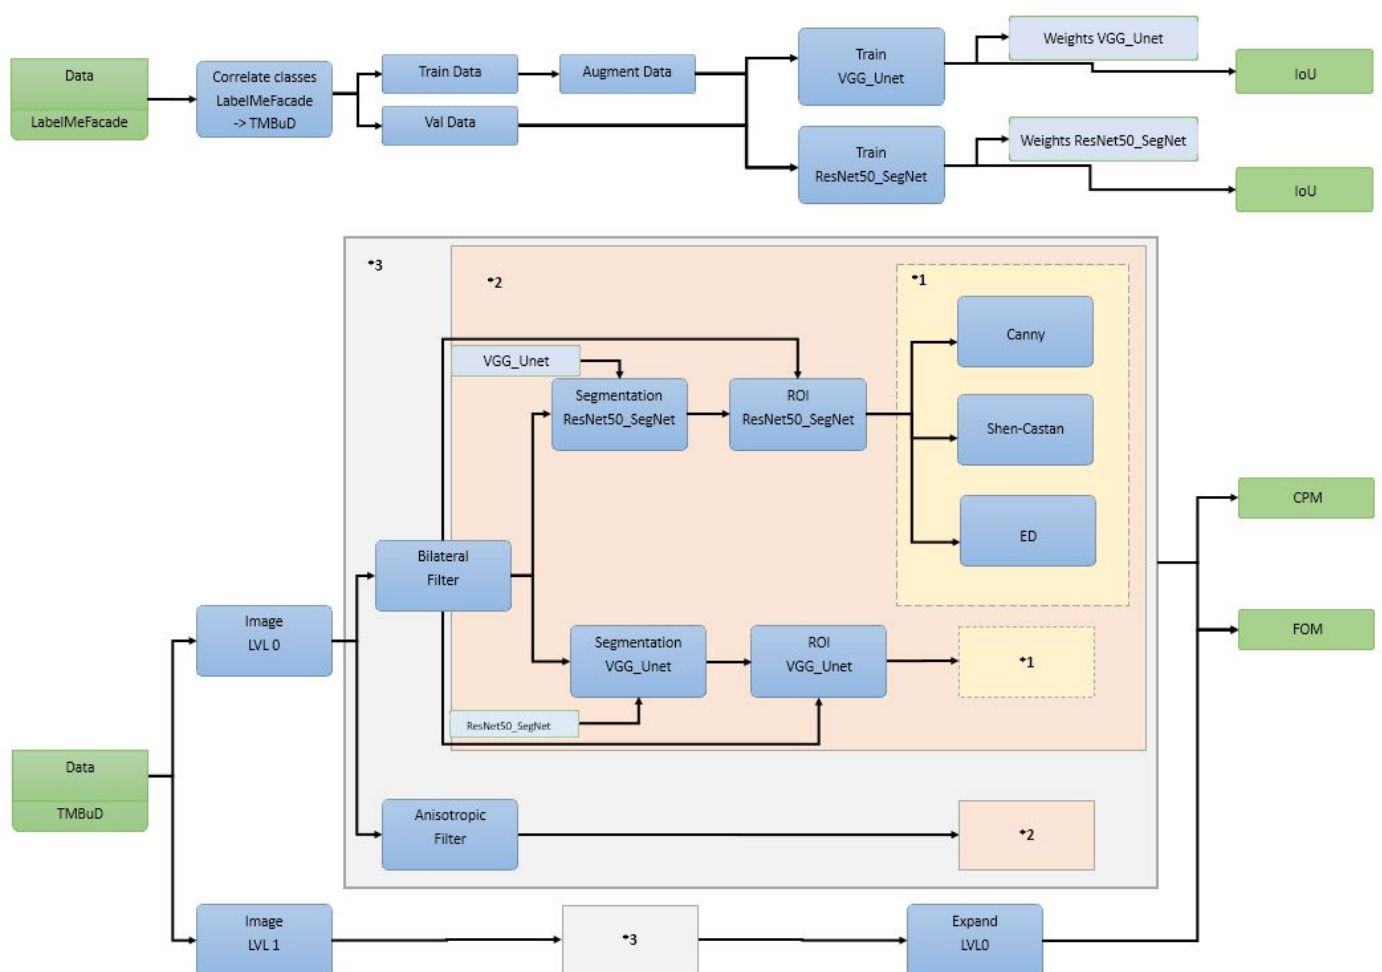 Data
LabelMeFacade
Correlate classes
LabelMeFacade
-> TMBuD
Train Data
Augment Data
Val Data
Train
VGG_Unet
Weights VGG_Unet
IoU
Train
ResNet50_SegNet
Weights ResNet50_SegNet
IoU
*3
*2
*1
Canny
VGG_Unet
Segmentation
ResNet50_SegNet
ROI
ResNet50_SegNet
Shen-Castan
ED
CPM
Bilateral
Filter
Image
LVL 0
Segmentation
VGG_Unet
ROI
VGG_Unet
*1
FOM
ResNet50_SegNet
Data
TMBuD
Anisotropic
Filter
*2
Image
LVL 1
*3
Expand
LVL0